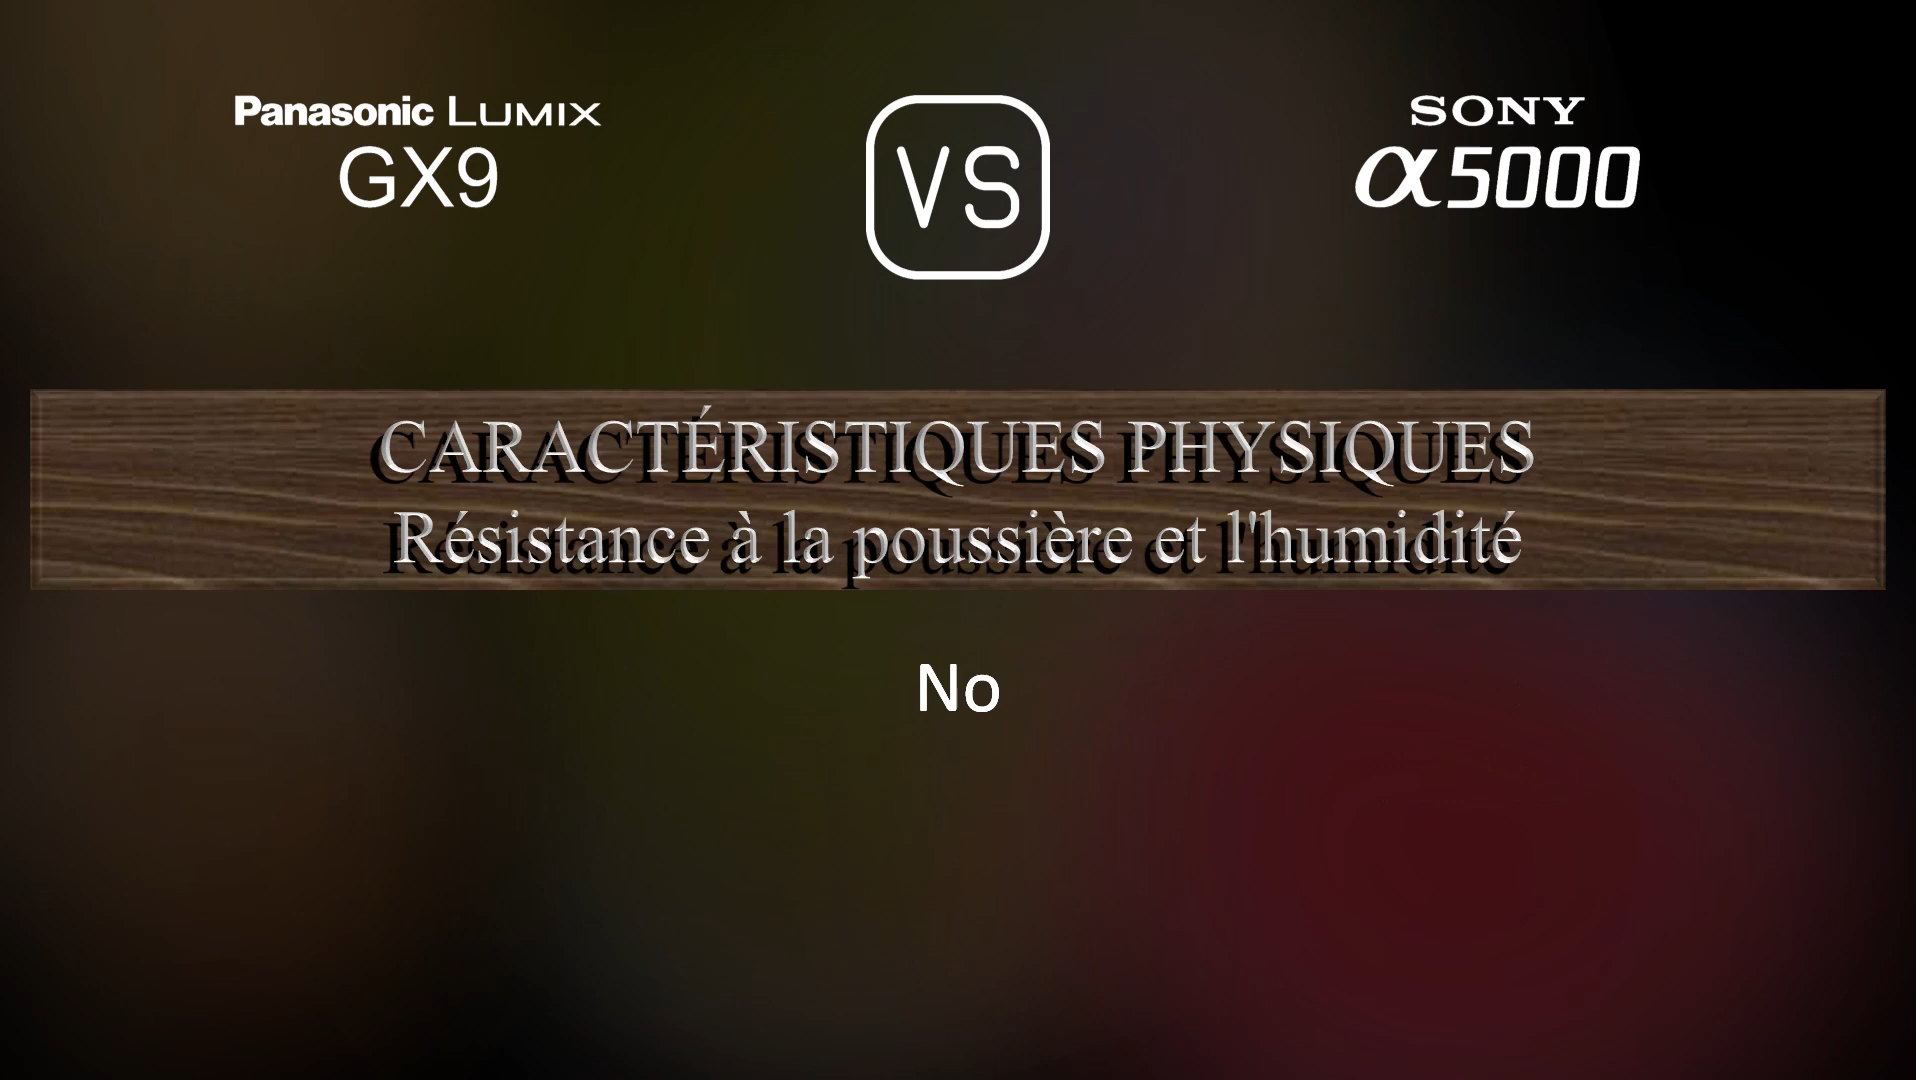 Panasonic LUMIX
GX9
VS
SONY
α5000
CARACTÉRISTIQUES PHYSIQUES
Résistance à la poussière et l'humidité
No